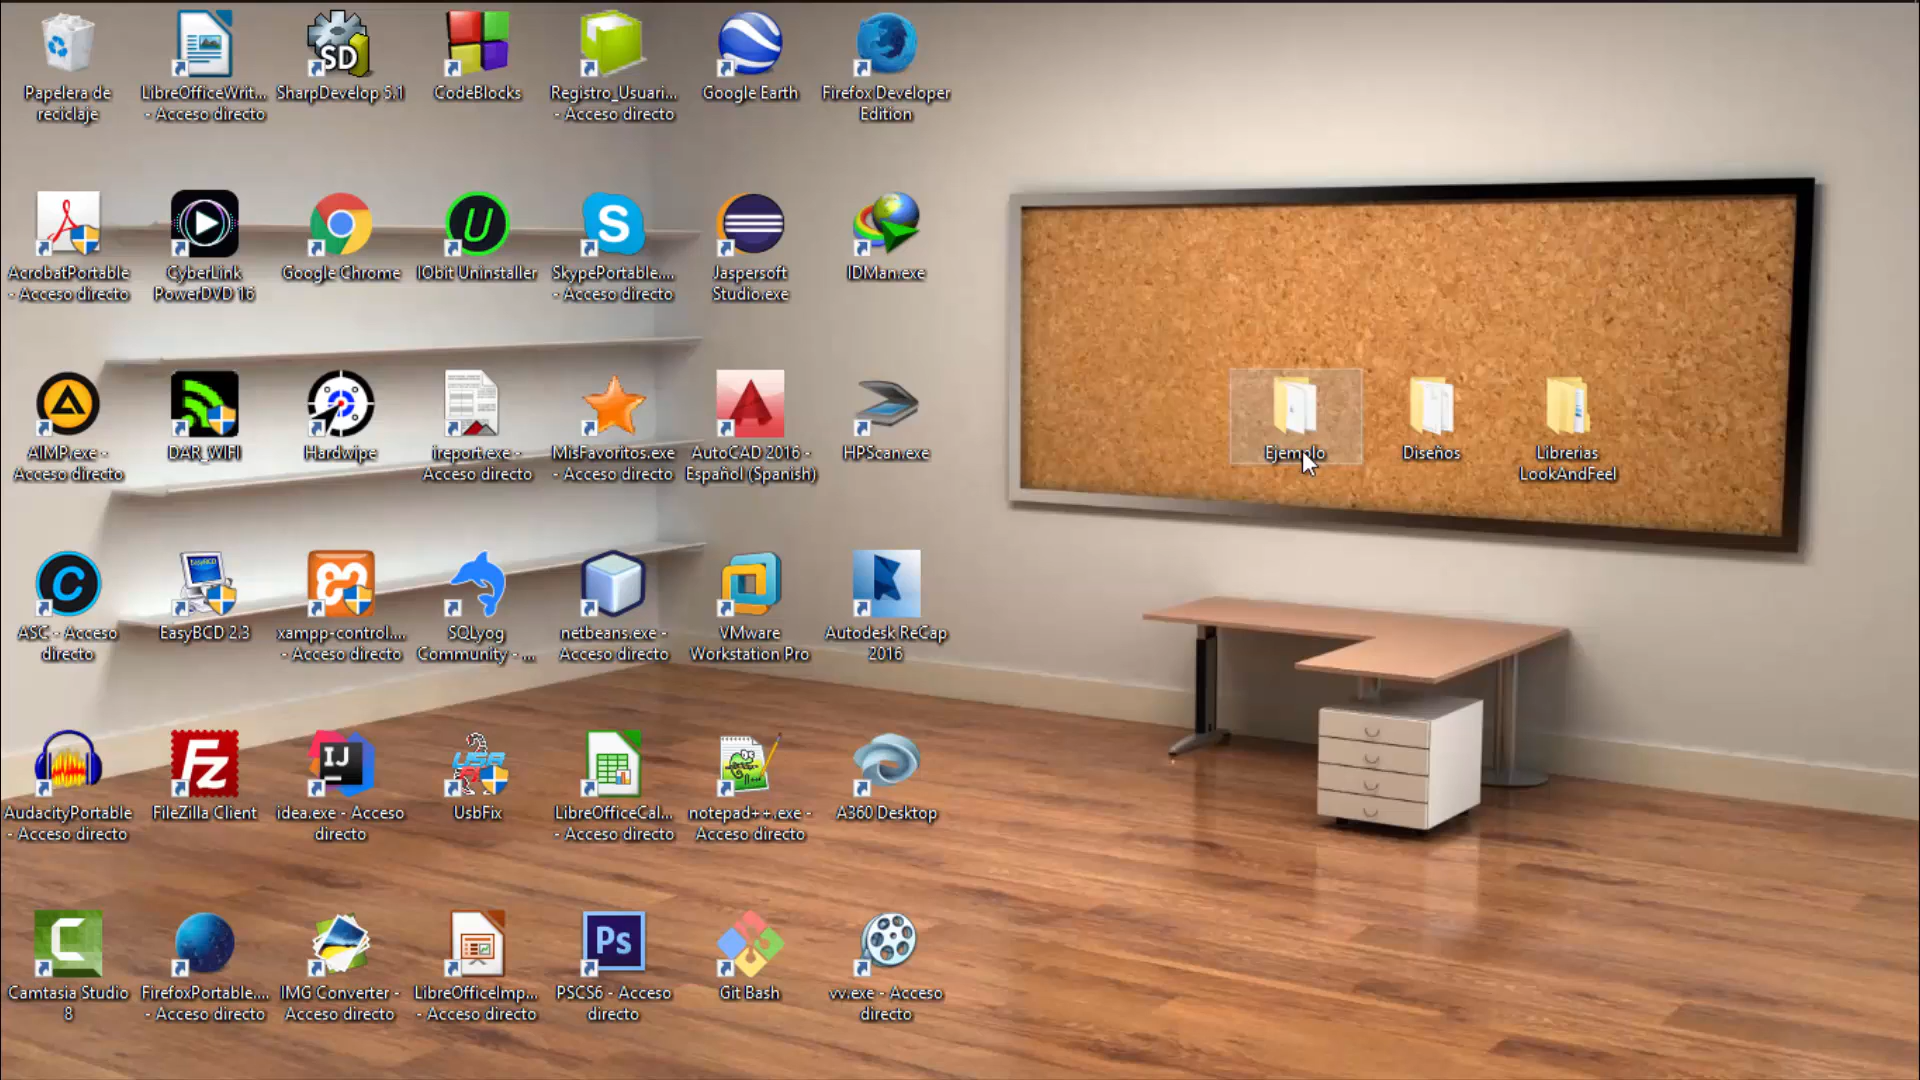 Papelera de
reciclaje
LibreOfficeWrit...
- Acceso directo
SD
SharpDevelop 5.1
CodeBlocks
Registro_Usuari...
- Acceso directo
Google Earth
Firefox Developer
Edition
AcrobatPortable
- Acceso directo
CyberLink
PowerDVD 16
Google Chrome
U
IObit Uninstaller
S
SkypePortable....
- Acceso directo
Jaspersoft
Studio.exe
IDMan.exe
AIMP.exe -
Acceso directo
DAR_WIFI
Hardwipe
ireport.exe -
Acceso directo
MisFavoritos.exe
- Acceso directo
AutoCAD 2016 -
Español (Spanish)
HPScan.exe
Ejemplo
Diseños
Librerias
LookAndFeel
C
ASC - Acceso
directo
EasyBCD
EasyBCD 2.3
xampp-control....
- Acceso directo
SQLyog
Community - ...
netbeans.exe -
Acceso directo
VMware
Workstation Pro
Autodesk ReCap
2016
AudacityPortable
- Acceso directo
Fz
FileZilla Client
IJ
idea.exe - Acceso
directo
USB
UsbFix
LibreOfficeCal...
- Acceso directo
notepad++.exe -
Acceso directo
A360 Desktop
C
Camtasia Studio
8
FirefoxPortable....
- Acceso directo
IMG Converter -
Acceso directo
LibreOfficeImp...
- Acceso directo
Ps
PSCS6 - Acceso
directo
Git Bash
vv.exe - Acceso
directo